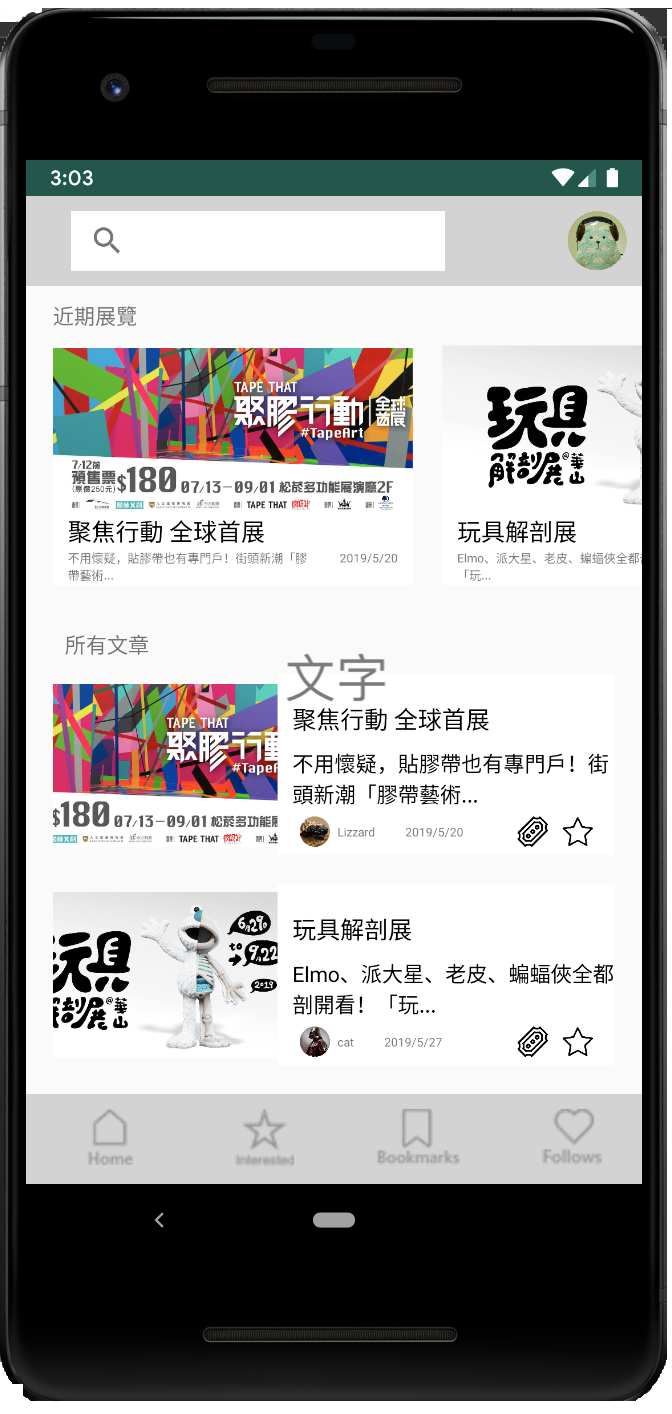 3:03
近期展覽
TAPE THAT
聚膠行動 全球首展
#TapeArt
7/12前
預售票 $180 07/13－09/01 松菸多功能展演廳2F
(原價250元)
TAPE THAT
聚焦行動 全球首展
不用懷疑，貼膠帶也有專門戶！街頭新潮「膠
帶藝術...
2019/5/20
玩具
解剖展@華山
玩具解剖展
Elmo、派大星、老皮、蝙蝠俠全都
「玩...
所有文章
文字
TAPE THAT
聚膠行動
#TapeA
$180 07/13－09/01 松菸多功能展
TAPE THAT
聚焦行動 全球首展
不用懷疑，貼膠帶也有專門戶！街
頭新潮「膠帶藝術...
Lizzard 2019/5/20
玩具
解剖展@華山
6.29
to
9.22
2019
玩具解剖展
Elmo、派大星、老皮、蝙蝠俠全都
剖開看！「玩...
cat 2019/5/27
Home
Interested
Bookmarks
Follows